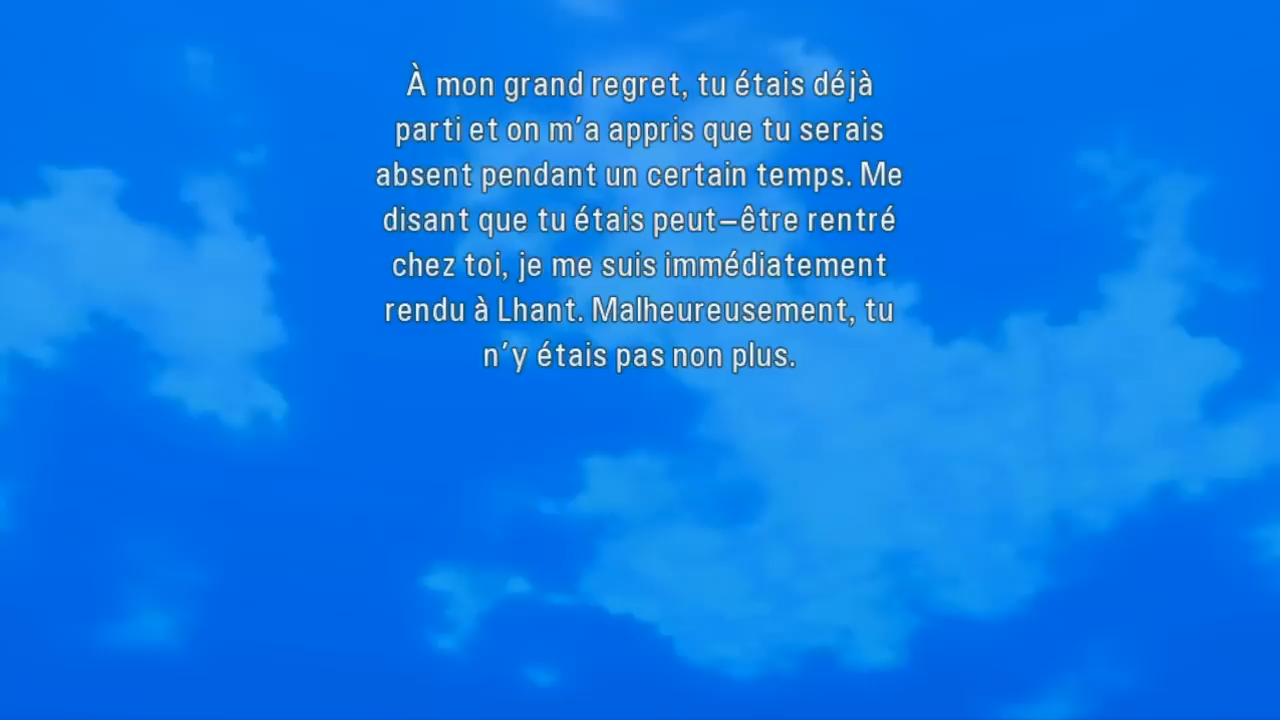 À mon grand regret, tu étais déjà
parti et on m'a appris que tu serais
absent pendant un certain temps. Me
disant que tu étais peut-être rentré
chez toi, je me suis immédiatement
rendu à Lhant. Malheureusement, tu
n'y étais pas non plus.